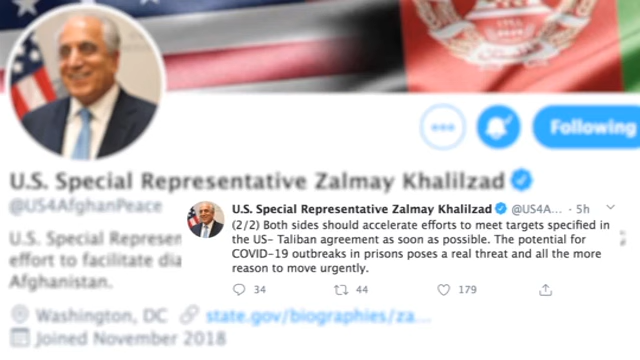 Following
U.S. Special Representative Zalmay Khalilzad
@US4AfghanPeace
U.S. Special Represen
effort to facilitate dia
Afghanistan.
U.S. Special Representative Zalmay Khalilzad @US4A... · 5h
(2/2) Both sides should accelerate efforts to meet targets specified in
the US- Taliban agreement as soon as possible. The potential for
COVID-19 outbreaks in prisons poses a real threat and all the more
reason to move urgently.
34 44 179
Washington, DC state.gov/biographies/za...
Joined November 2018